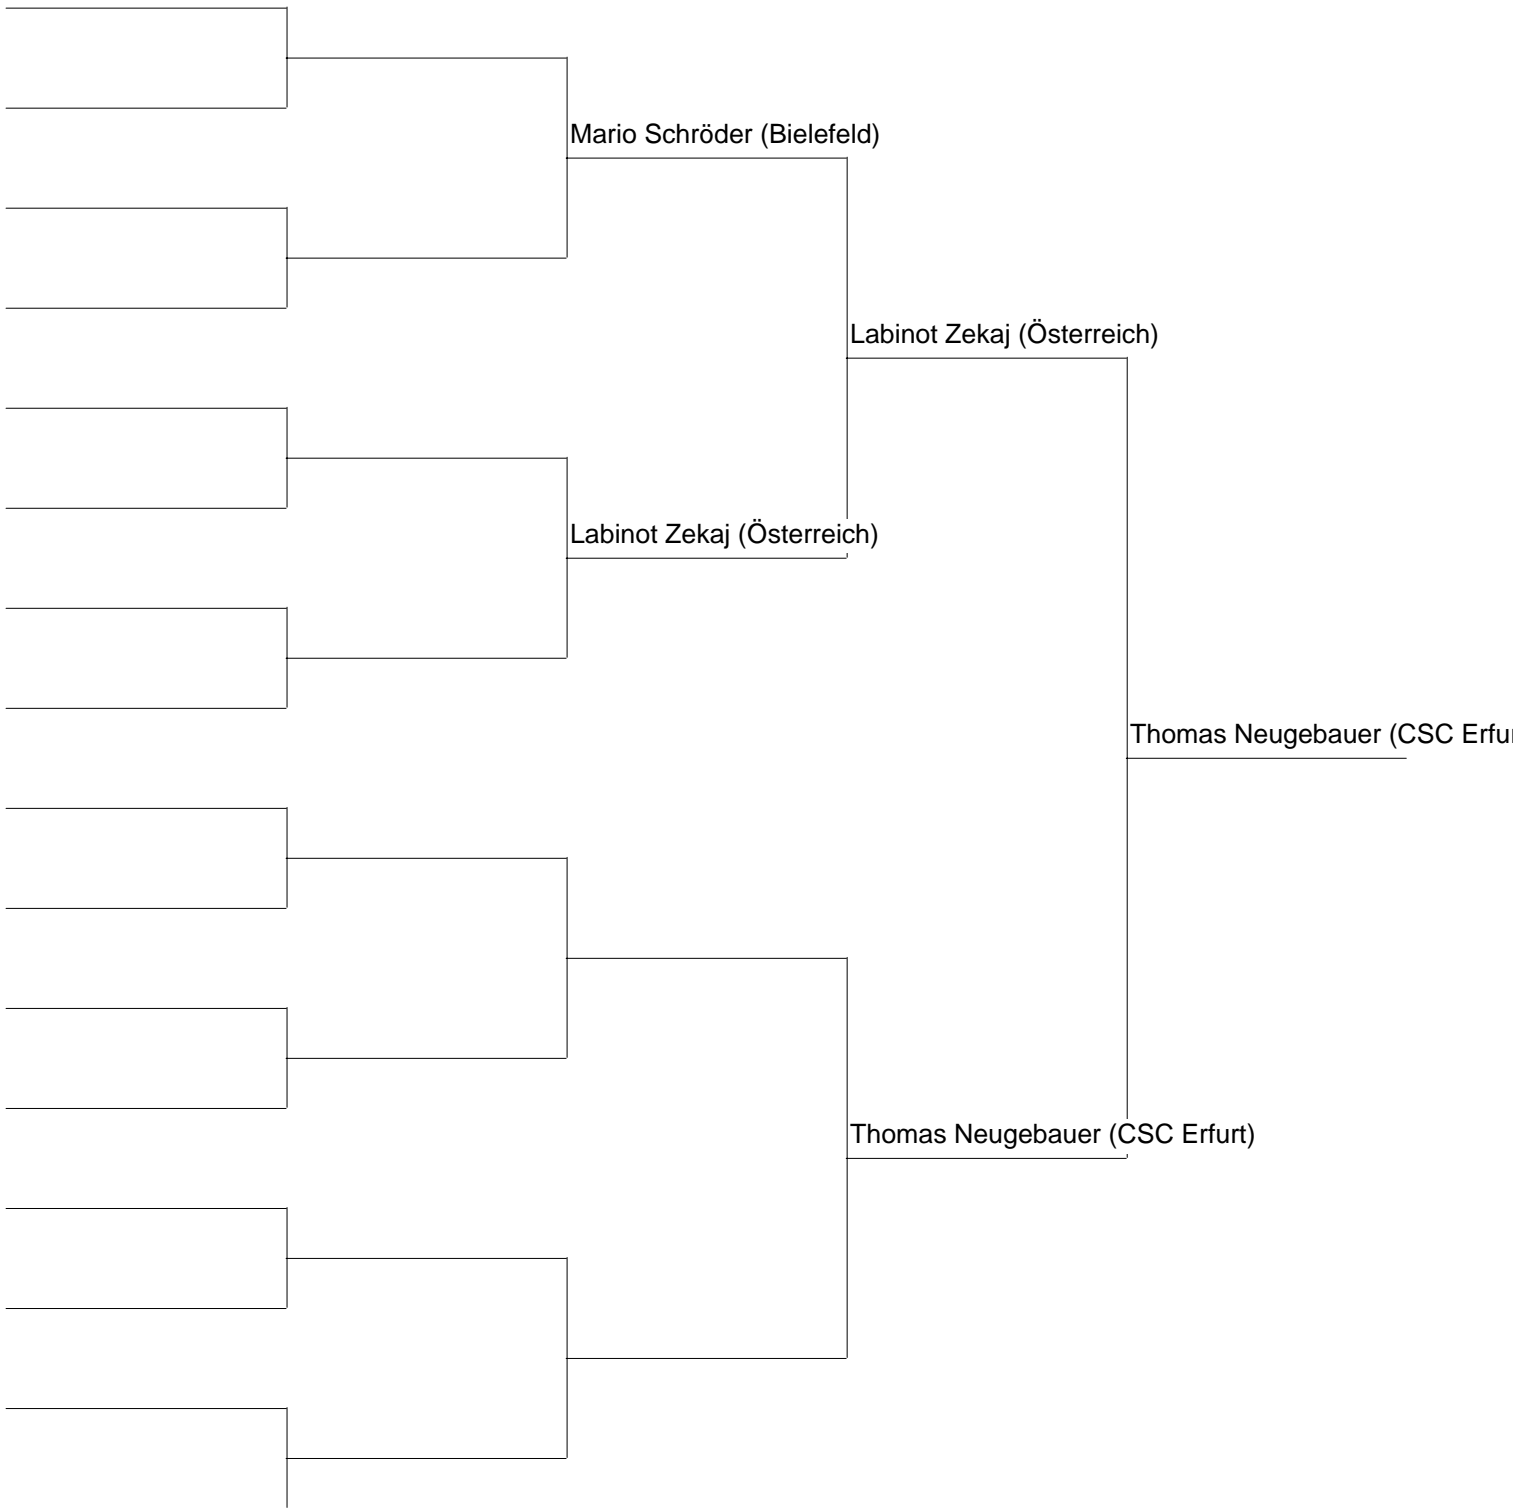 Mario Schröder (Bielefeld)
Labinot Zekaj (Österreich)
Labinot Zekaj (Österreich)
Thomas Neugebauer (CSC Erfur
Thomas Neugebauer (CSC Erfurt)